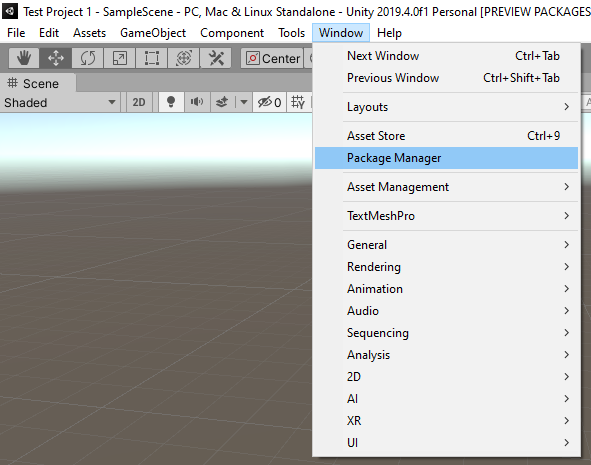 Test Project 1 - SampleScene - PC, Mac & Linux Standalone - Unity 2019.4.0f1 Personal [PREVIEW PACKAGES
File Edit Assets GameObject Component Tools Window Help
Center
Scene
Shaded 2D 0
Next Window Ctrl+Tab
Previous Window Ctrl+Shift+Tab
Layouts
Asset Store Ctrl+9
Package Manager
Asset Management
TextMeshPro
General
Rendering
Animation
Audio
Sequencing
Analysis
2D
AI
XR
UI